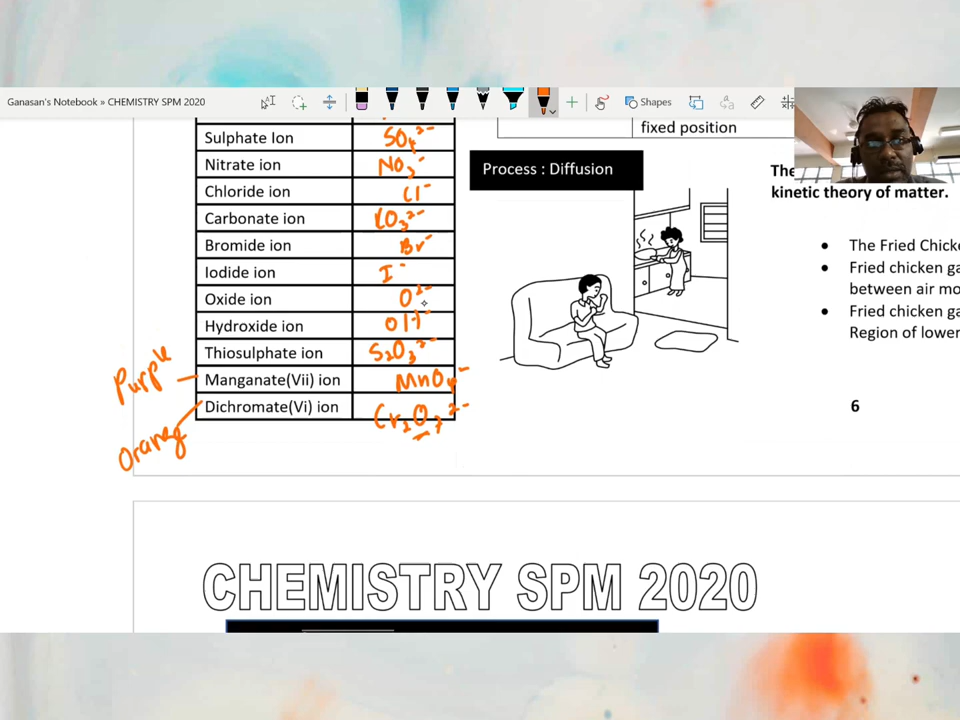 Ganasan's Notebook » CHEMISTRY SPM 2020
Shapes
Sulphate Ion SO₄²⁻
Nitrate ion NO₃⁻
Chloride ion Cl⁻
Carbonate ion CO₃²⁻
Bromide ion Br⁻
Iodide ion I⁻
Oxide ion O²⁻
Hydroxide ion OH⁻
Thiosulphate ion S₂O₃²⁻
Purple Manganate(Vii) ion MnO₄⁻
Orang Dichromate(Vi) ion Cr₂O₇²⁻
fixed position
Process : Diffusion
The
kinetic theory of matter.
• The Fried Chick
• Fried chicken ga
between air mo
• Fried chicken ga
Region of lower
6
CHEMISTRY SPM 2020